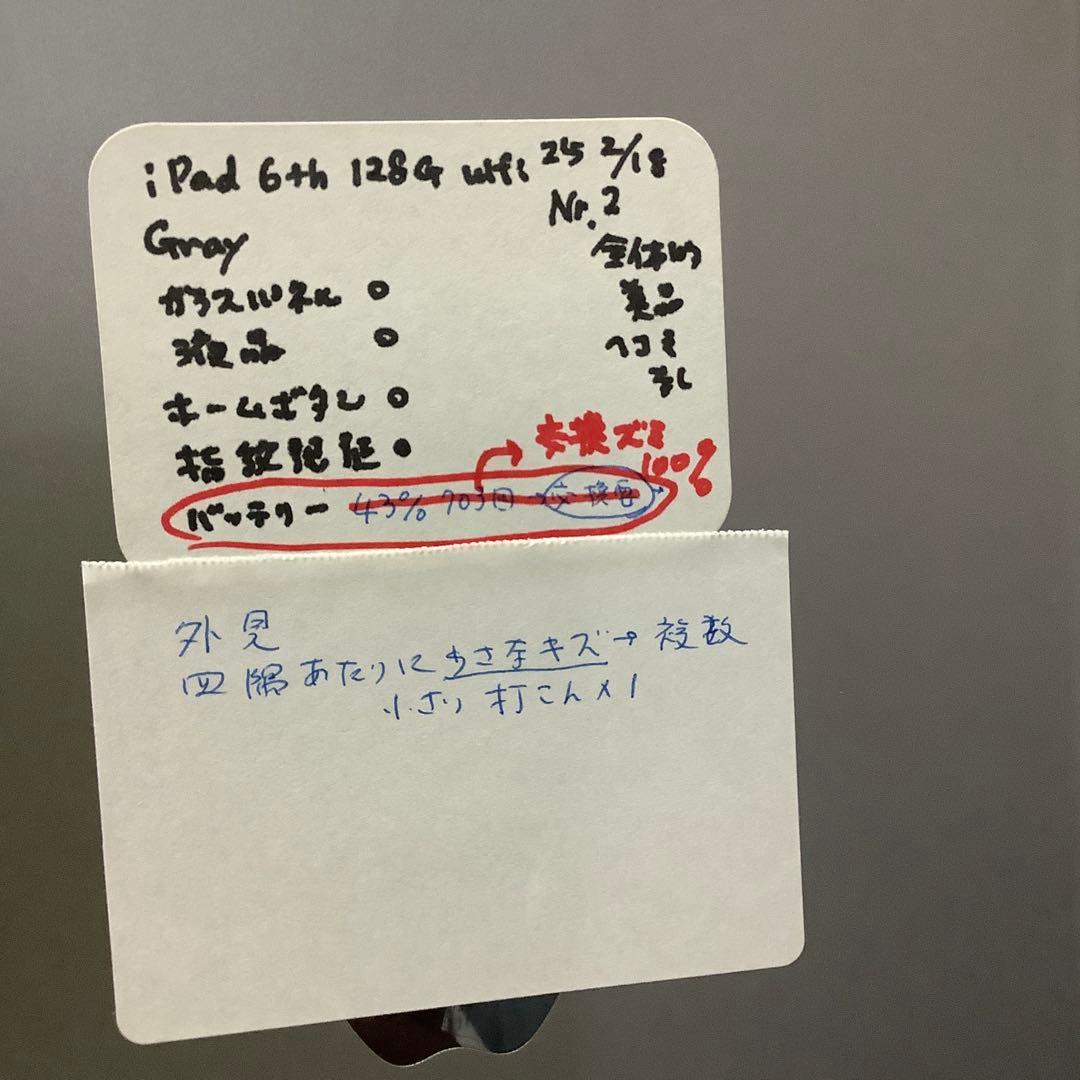 iPad 6th 128G wifi 25 2/18
Nr.2
Gray
全体的
美品
ヘコミ
なし
ガラスパネル ○
液晶 ○
ホームボタン ○
指紋認証 ○
交換ズミ
100%
バッテリー 43% 703回→交換要→
外見
四隅あたりに小さなキズ→複数
小さい打こん×1